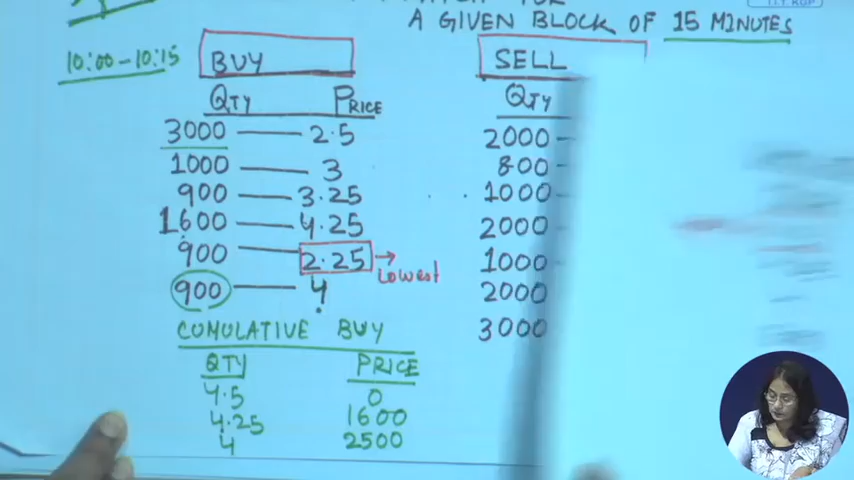 A GIVEN BLOCK OF 15 MINUTES
10:00-10:15
BUY
QTY PRICE
3000 2.5
1000 3
900 3.25
1600 4.25
900 2.25 → Lowest
900 4
SELL
QTY
2000
800
1000
2000
1000
2000
3000
CUMULATIVE BUY
QTY PRICE
4.5 0
4.25 1600
4 2500